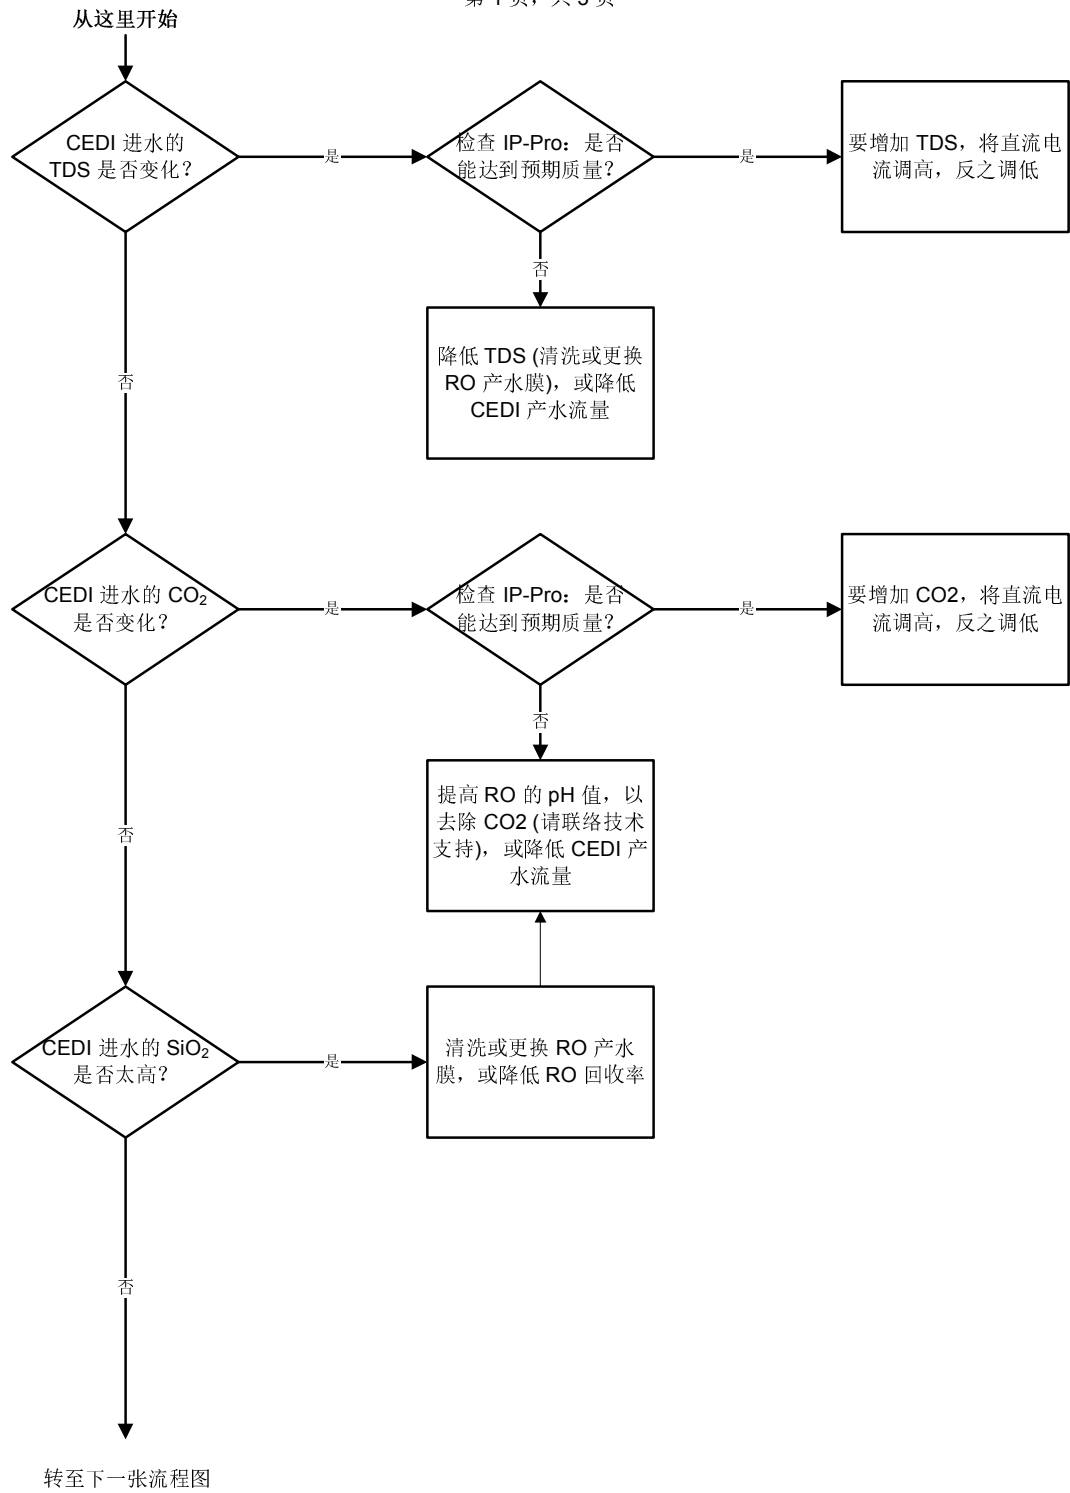 从这里开始
CEDI 进水的
TDS 是否变化？
是
检查 IP-Pro：是否
能达到预期质量？
是
要增加 TDS，将直流电
流调高，反之调低
否
降低 TDS (清洗或更换
RO 产水膜)，或降低
CEDI 产水流量
否
CEDI 进水的 CO₂
是否变化？
是
检查 IP-Pro：是否
能达到预期质量？
是
要增加 CO2，将直流电
流调高，反之调低
否
提高 RO 的 pH 值，以
去除 CO2 (请联络技术
支持)，或降低 CEDI 产
水流量
否
CEDI 进水的 SiO₂
是否太高？
是
清洗或更换 RO 产水
膜，或降低 RO 回收率
否
转至下一张流程图